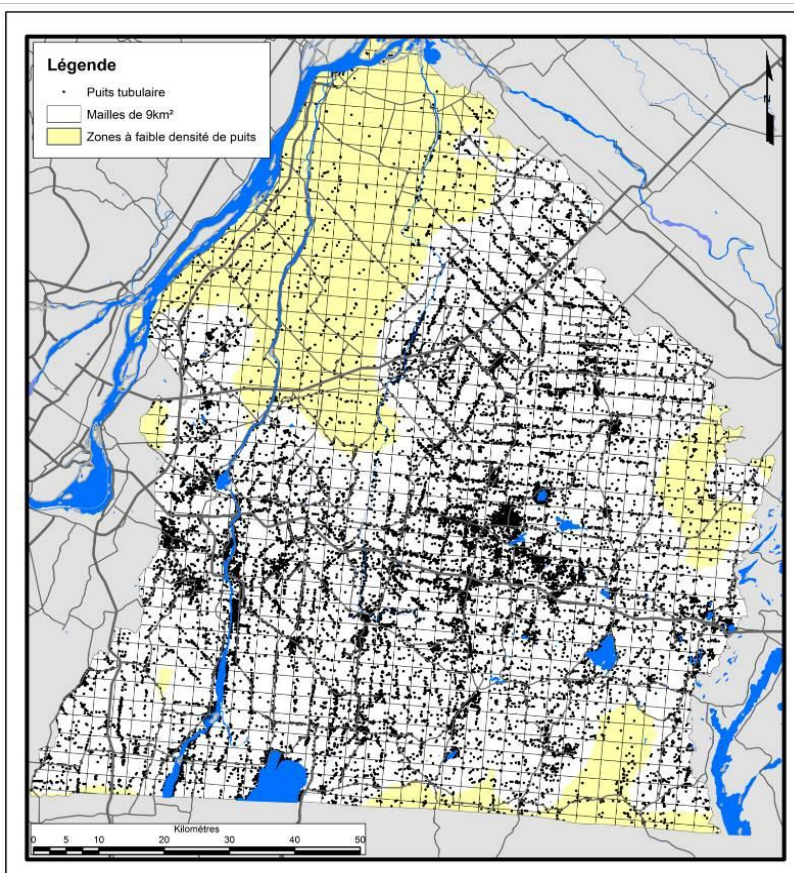 Légende
Puits tubulaire
Mailles de 9km²
Zones à faible densité de puits
N
Kilomètres
0 5 10 20 30 40 50